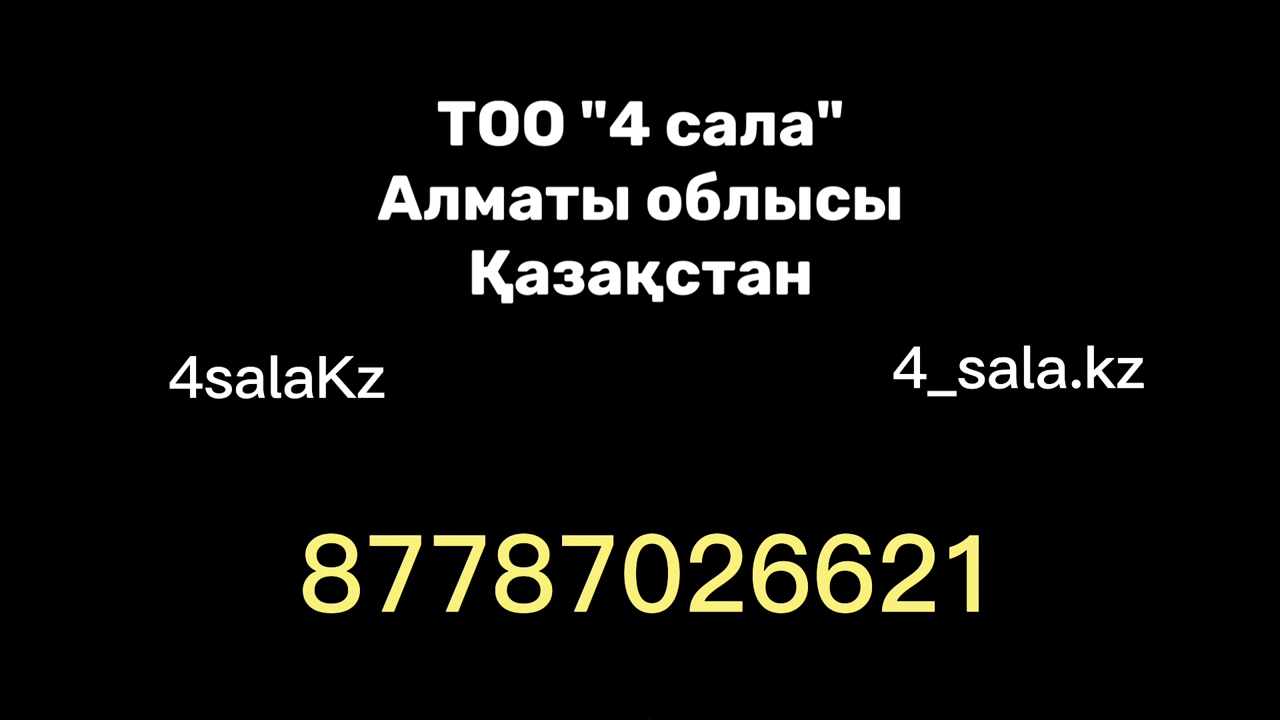 ТОО "4 сала"
Алматы облысы
Қазақстан
4salaKz
4_sala.kz
87787026621